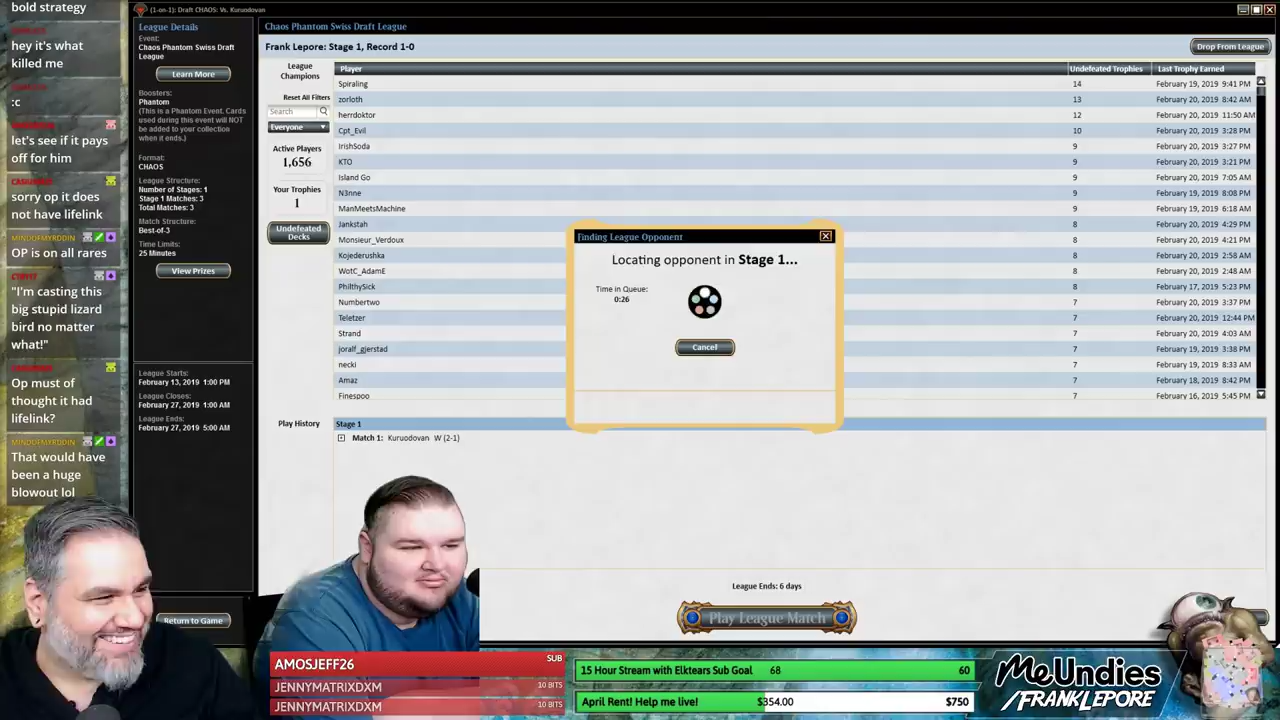 bold strategy
hey it's what
killed me
:c
let's see if it pays
off for him
sorry op it does
not have lifelink
MINDOFMYRDDIN
OP is on all rares
"I'm casting this
big stupid lizard
bird no matter
what!"
Op must of
thought it had
lifelink?
MINDOFMYRDDIN
That would have
been a huge
blowout lol
(1-on-1): Draft CHAOS: Vs. Kuruodovan
League Details
Event:
Chaos Phantom Swiss Draft
League
Learn More
Boosters:
Phantom
(This is a Phantom Event. Cards
used during this event will NOT
be added to your collection
when it ends.)
Format:
CHAOS
League Structure:
Number of Stages: 1
Stage 1 Matches: 3
Total Matches: 3
Match Structure:
Best-of-3
Time Limits:
25 Minutes
View Prizes
League Starts:
February 13, 2019 1:00 PM
League Closes:
February 27, 2019 1:00 AM
League Ends:
February 27, 2019 5:00 AM
Return to Game
Chaos Phantom Swiss Draft League
Frank Lepore: Stage 1, Record 1-0
Drop From League
League
Champions
Reset All Filters
Search
Everyone
Active Players
1,656
Your Trophies
1
Undefeated
Decks
Player Undefeated Trophies Last Trophy Earned
Spiraling 14 February 19, 2019 9:41 PM
zorloth 13 February 20, 2019 8:42 AM
herrdoktor 12 February 20, 2019 11:50 AM
Cpt_Evil 10 February 20, 2019 3:28 PM
IrishSoda 9 February 20, 2019 3:27 PM
KTO 9 February 20, 2019 3:21 PM
Island Go 9 February 20, 2019 7:05 AM
N3nne 9 February 19, 2019 8:08 PM
ManMeetsMachine 9 February 19, 2019 6:18 AM
Jankstah 8 February 20, 2019 4:29 PM
Monsieur_Verdoux 8 February 20, 2019 4:21 PM
Kojederushka 8 February 20, 2019 2:58 AM
WotC_AdamE 8 February 20, 2019 2:48 AM
PhilthySick 8 February 17, 2019 5:23 PM
Numbertwo 7 February 20, 2019 3:37 PM
Teletzer 7 February 20, 2019 12:44 PM
Strand 7 February 20, 2019 4:03 AM
joralf_gjerstad 7 February 19, 2019 3:38 PM
necki 7 February 19, 2019 8:33 AM
Amaz 7 February 18, 2019 8:42 PM
Finespoo 7 February 16, 2019 5:45 PM
Finding League Opponent
Locating opponent in Stage 1...
Time in Queue:
0:26
Cancel
Play History
Stage 1
Match 1: Kuruodovan W (2-1)
League Ends: 6 days
Play League Match
AMOSJEFF26 SUB
JENNYMATRIXDXM 10 BITS
JENNYMATRIXDXM 10 BITS
15 Hour Stream with Elktears Sub Goal 68 60
April Rent! Help me live! $354.00 $750
MeUndies
/FRANKLEPORE